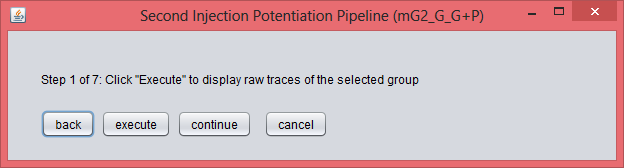 Second Injection Potentiation Pipeline (mG2_G_G+P)
Step 1 of 7: Click "Execute" to display raw traces of the selected group
back execute continue cancel